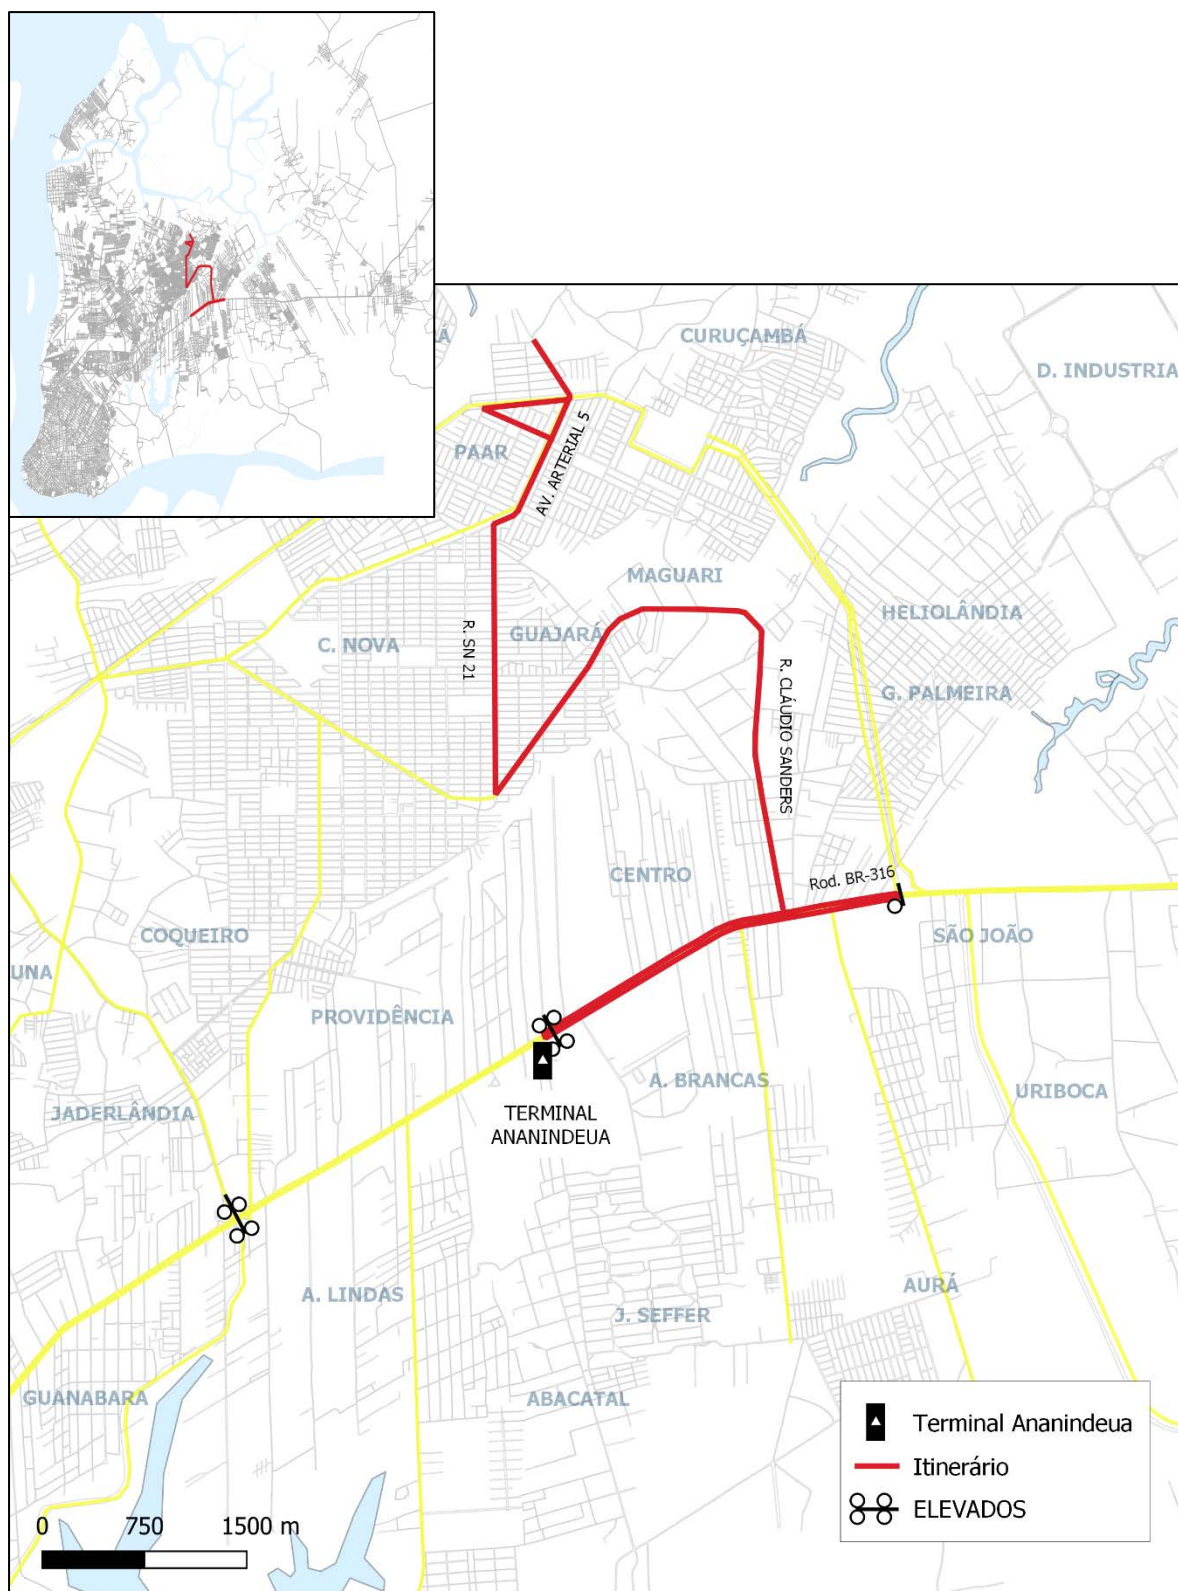 Á
CURUÇAMBÁ
D. INDUSTRIA
PAAR
AV. ARTERIAL 5
MAGUARI
HELIOLÂNDIA
C. NOVA
R. SN 21
GUAJARÁ
R. CLÁUDIO SANDERS
G. PALMEIRA
CENTRO
Rod. BR-316
COQUEIRO
SÃO JOÃO
UNA
PROVIDÊNCIA
A. BRANCAS
URIBOCA
JADERLÂNDIA
TERMINAL
ANANINDEUA
A. LINDAS
AURÁ
J. SEFFER
GUANABARA
ABACATAL
Terminal Ananindeua
Itinerário
ELEVADOS
0 750 1500 m